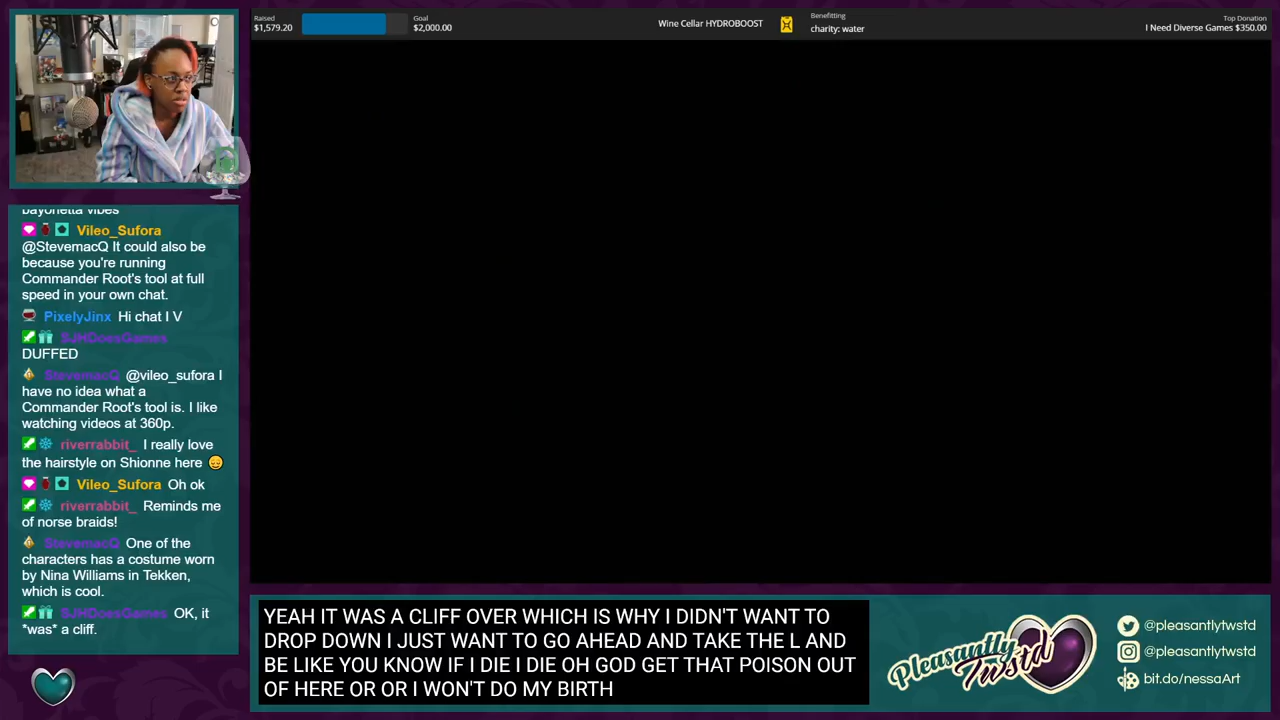 Raised
$1,579.20
Goal
$2,000.00
Wine Cellar HYDROBOOST
Benefitting
charity: water
Top Donation
I Need Diverse Games $350.00
bayonetta vibes
Vileo_Sufora
@StevemacQ It could also be
because you're running
Commander Root's tool at full
speed in your own chat.
PixelyJinx Hi chat I V
SJHDoesGames
DUFFED
StevemacQ @vileo_sufora I
have no idea what a
Commander Root's tool is. I like
watching videos at 360p.
riverrabbit_ I really love
the hairstyle on Shionne here
Vileo_Sufora Oh ok
riverrabbit_ Reminds me
of norse braids!
StevemacQ One of the
characters has a costume worn
by Nina Williams in Tekken,
which is cool.
SJHDoesGames OK, it
*was* a cliff.
YEAH IT WAS A CLIFF OVER WHICH IS WHY I DIDN'T WANT TO
DROP DOWN I JUST WANT TO GO AHEAD AND TAKE THE L AND
BE LIKE YOU KNOW IF I DIE I DIE OH GOD GET THAT POISON OUT
OF HERE OR OR I WON'T DO MY BIRTH
Pleasantly
Twstd
@pleasantlytwstd
@pleasantlytwstd
bit.do/nessaArt